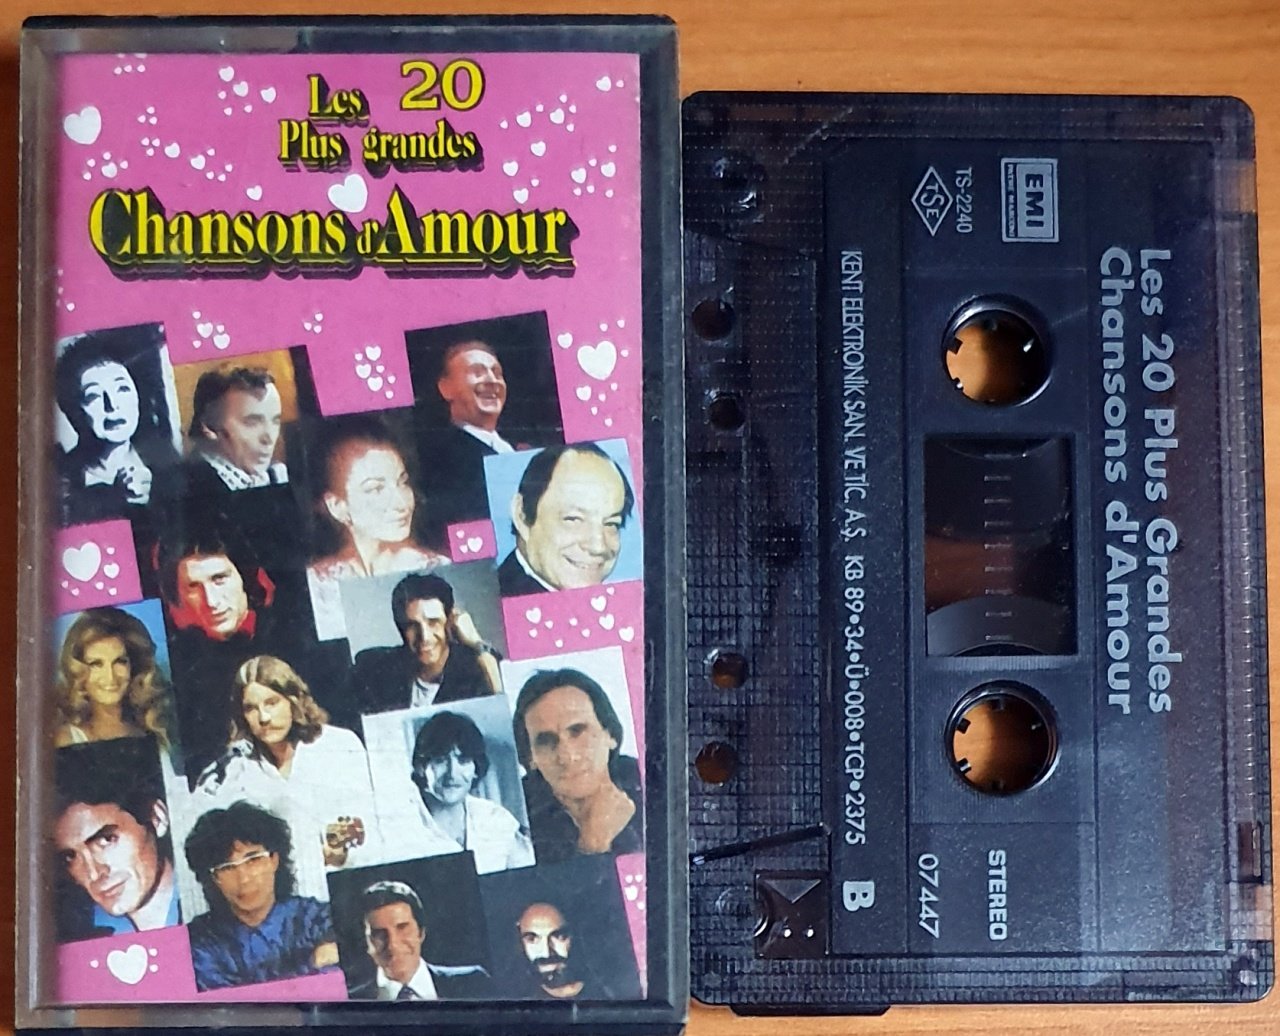 Les 20
Plus grandes
Chansons d'Amour
EMI
TS-2240
TSE
Les 20 Plus Grandes
Chansons d'Amour
KENT ELEKTRONİK SAN. VE TİC. A.Ş. KB 89•34•Ü•008•TCP•2375
B
STEREO
07447